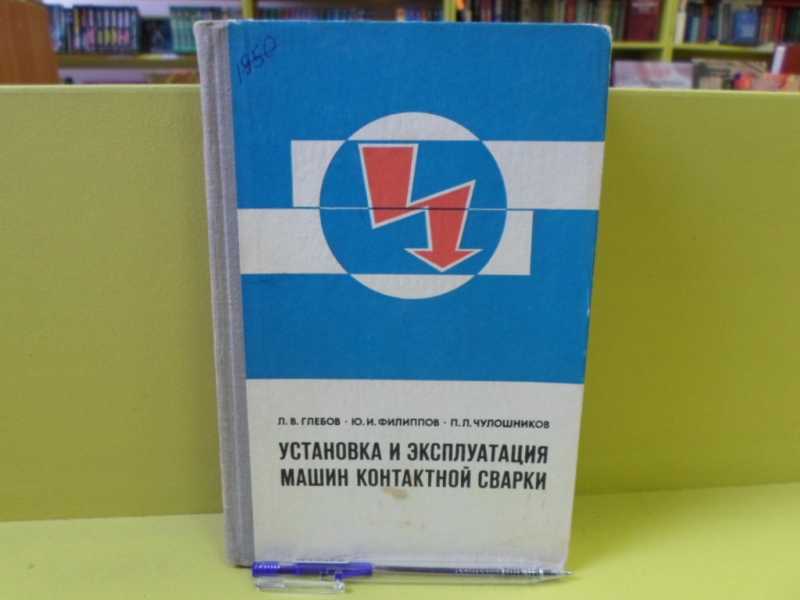 1950
Л. В. ГЛЕБОВ · Ю. И. ФИЛИППОВ · П. Л. ЧУЛОШНИКОВ
УСТАНОВКА И ЭКСПЛУАТАЦИЯ
МАШИН КОНТАКТНОЙ СВАРКИ